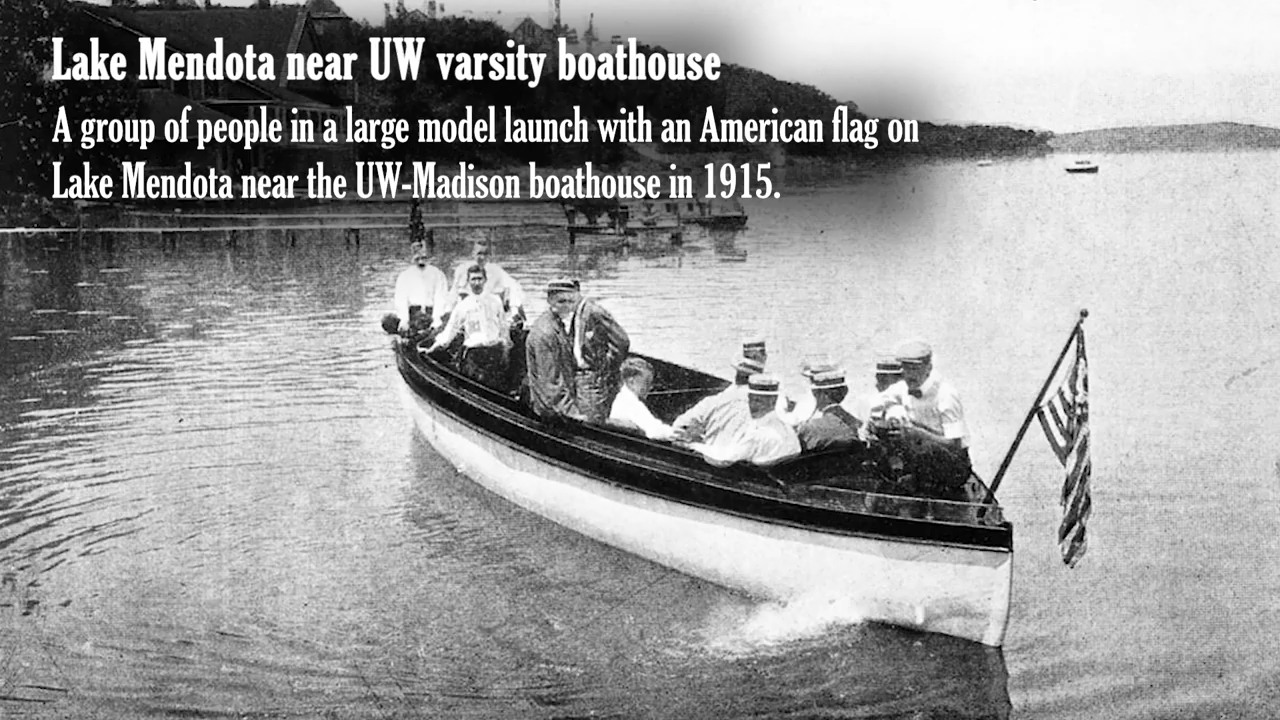 Lake Mendota near UW varsity boathouse
A group of people in a large model launch with an American flag on
Lake Mendota near the UW-Madison boathouse in 1915.